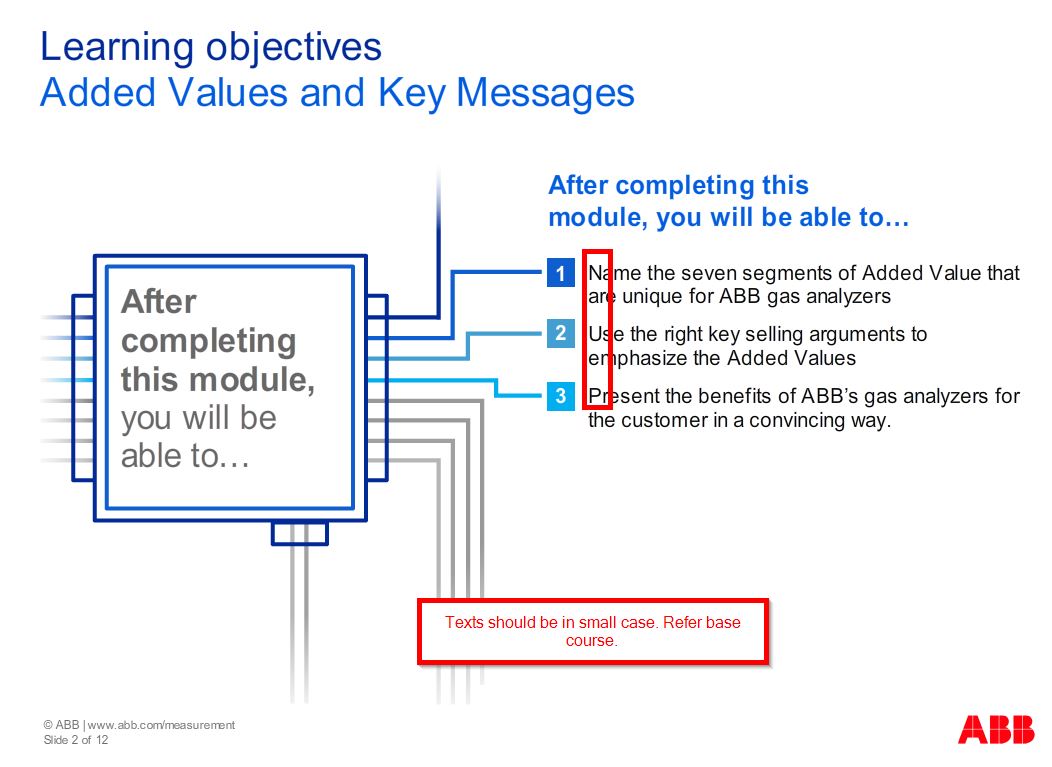 Learning objectives
Added Values and Key Messages
After
completing
this module,
you will be
able to…
After completing this
module, you will be able to…
1 Name the seven segments of Added Value that
are unique for ABB gas analyzers
2 Use the right key selling arguments to
emphasize the Added Values
3 Present the benefits of ABB’s gas analyzers for
the customer in a convincing way.
Texts should be in small case. Refer base
course.
© ABB | www.abb.com/measurement
Slide 2 of 12
ABB